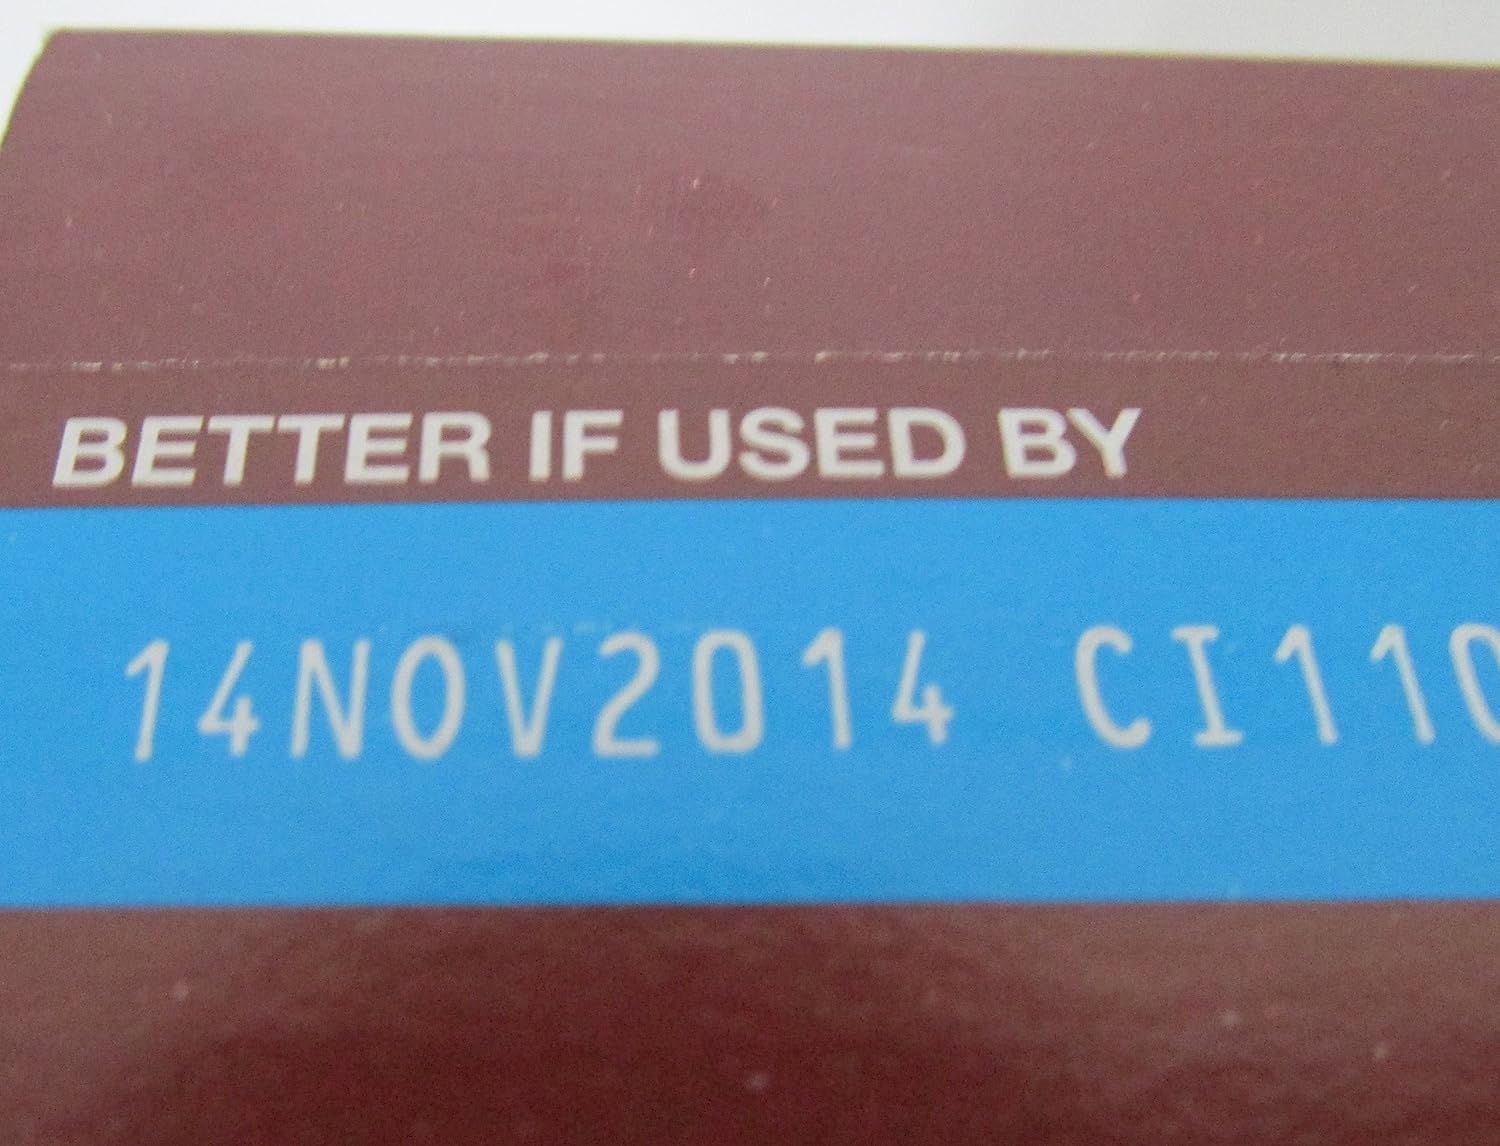 BETTER IF USED BY
14NOV2014 CI110